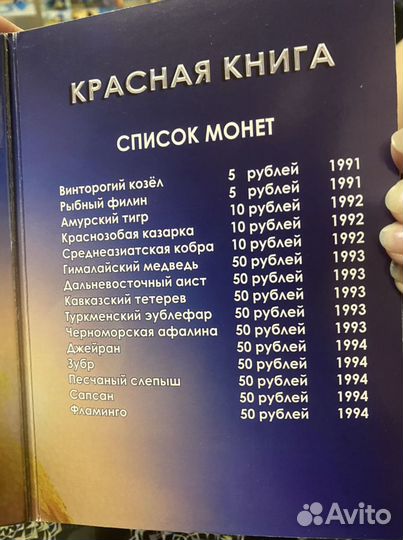 КРАСНАЯ КНИГА
СПИСОК МОНЕТ
Винторогий козёл 5 рублей 1991
Рыбный филин 5 рублей 1991
Амурский тигр 10 рублей 1992
Краснозобая казарка 10 рублей 1992
Среднеазиатская кобра 10 рублей 1992
Гималайский медведь 50 рублей 1993
Дальневосточный аист 50 рублей 1993
Кавказский тетерев 50 рублей 1993
Туркменский эублефар 50 рублей 1993
Черноморская афалина 50 рублей 1993
Джейран 50 рублей 1994
Зубр 50 рублей 1994
Песчаный слепыш 50 рублей 1994
Сапсан 50 рублей 1994
Фламинго 50 рублей 1994
Avito